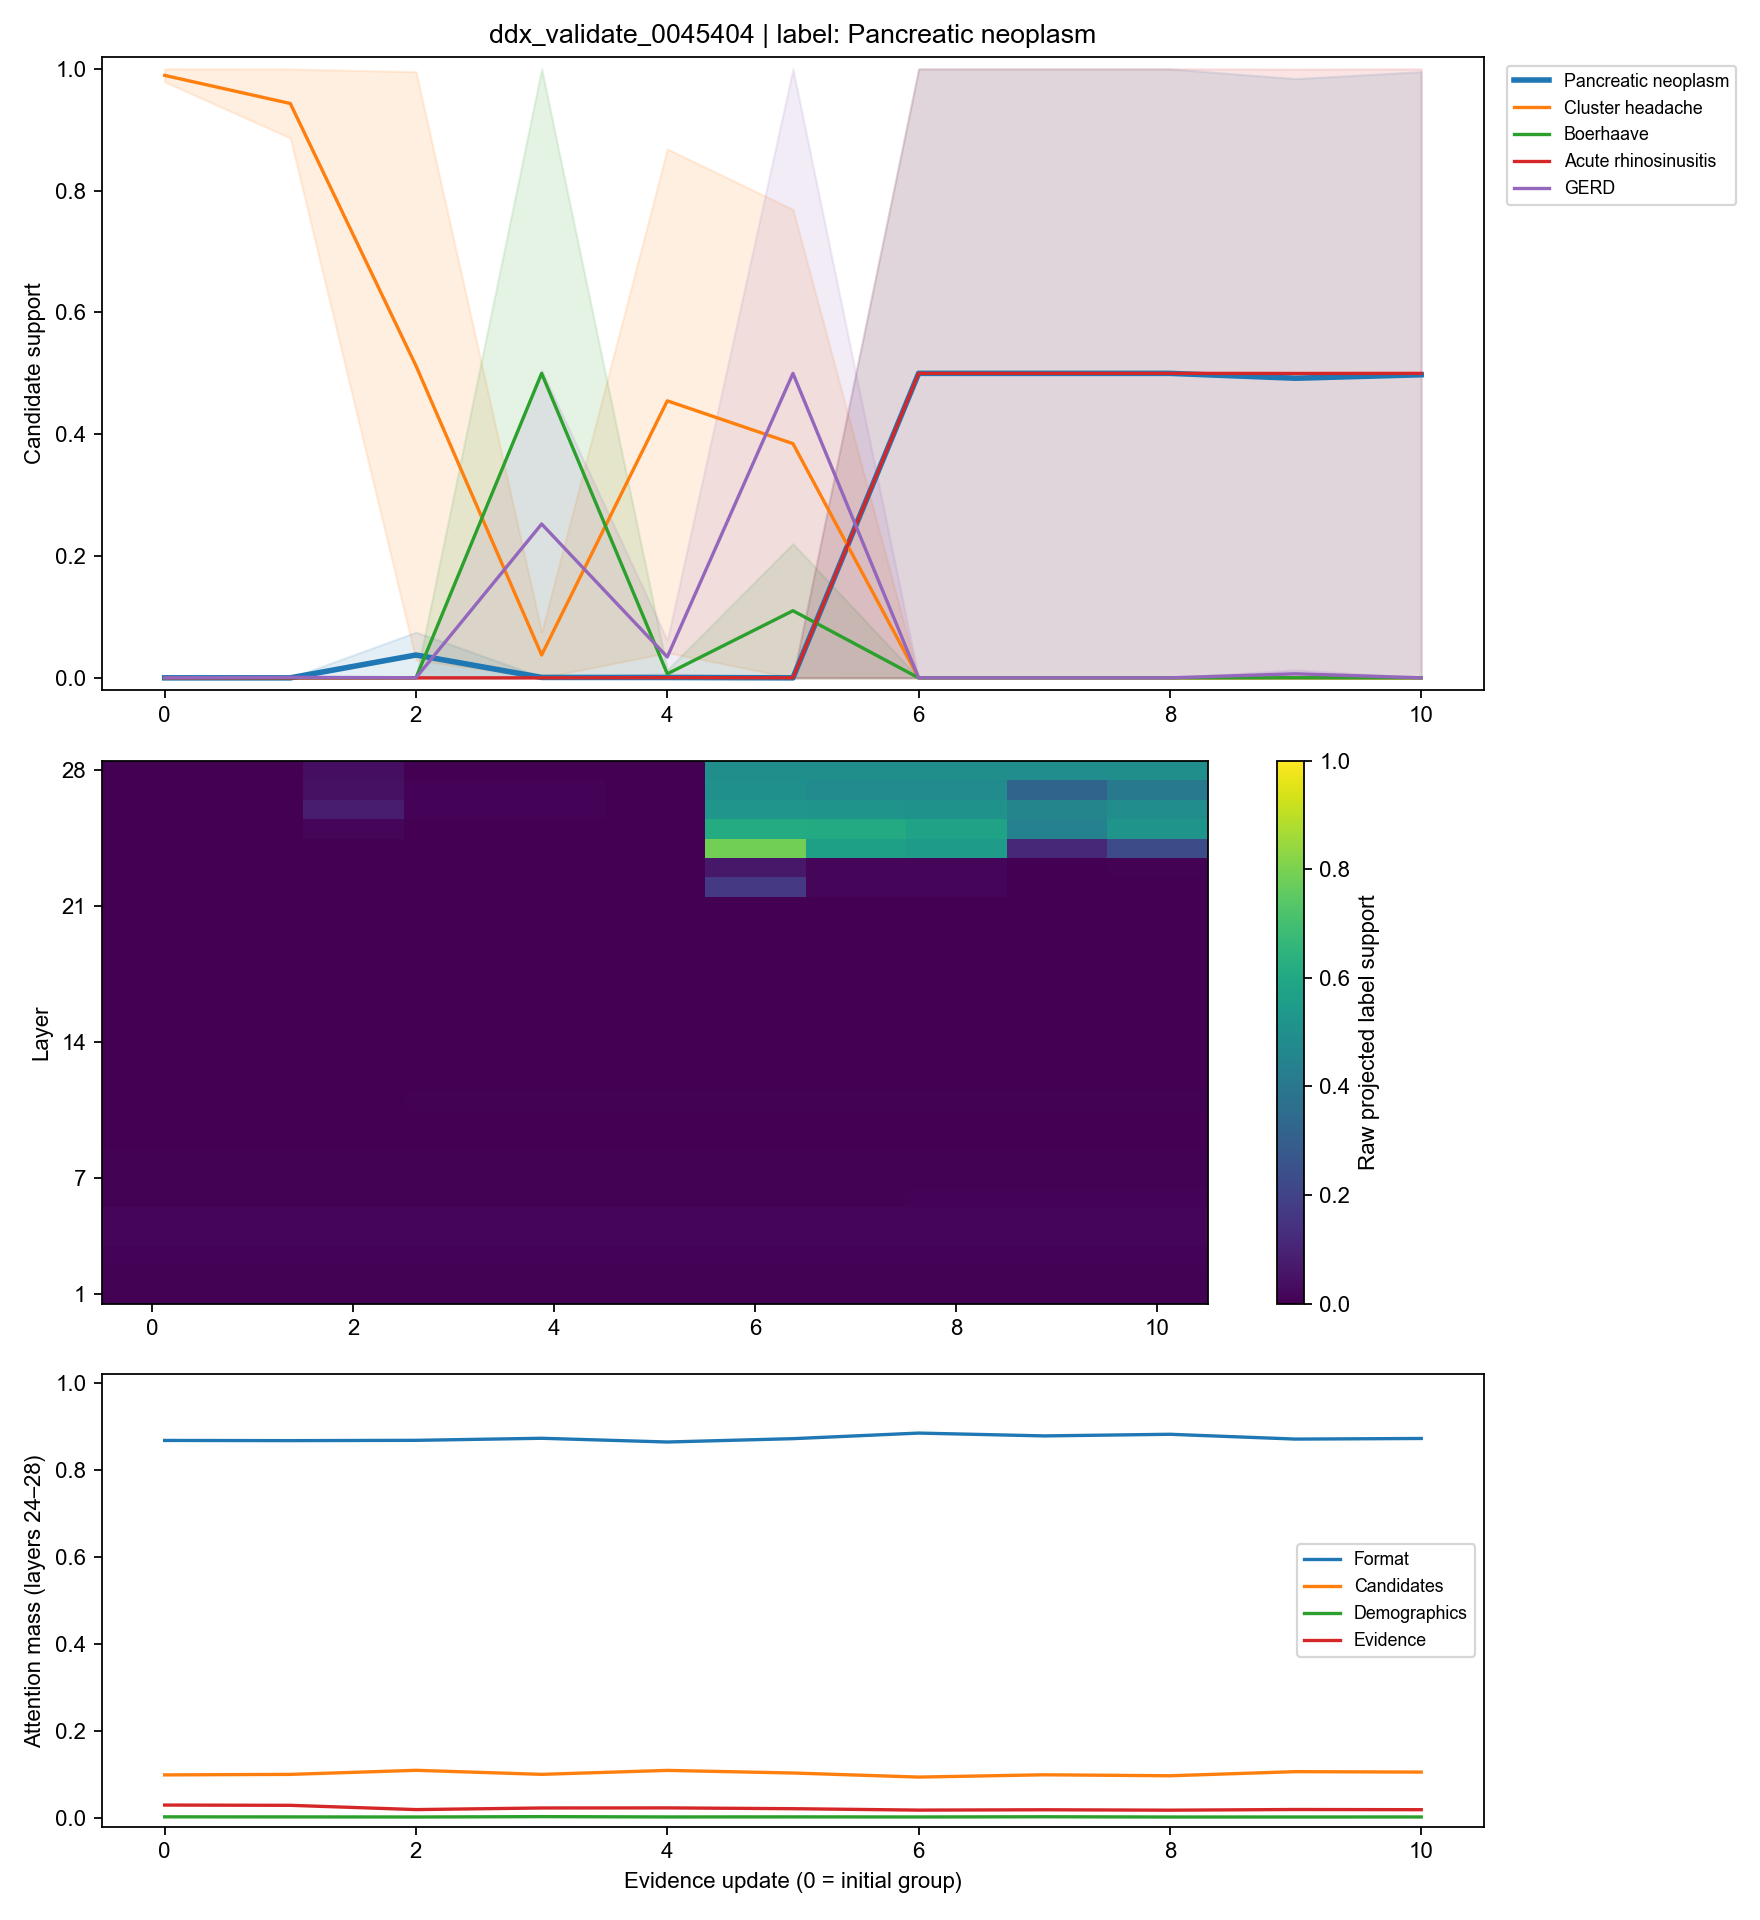 ddx_validate_0045404 | label: Pancreatic neoplasm
Candidate support
1.0
0.8
0.6
0.4
0.2
0.0
0 2 4 6 8 10
Pancreatic neoplasm
Cluster headache
Boerhaave
Acute rhinosinusitis
GERD
Layer
28
21
14
7
1
0 2 4 6 8 10
1.0
0.8
0.6
0.4
0.2
0.0
Raw projected label support
Attention mass (layers 24–28)
1.0
0.8
0.6
0.4
0.2
0.0
Format
Candidates
Demographics
Evidence
0 2 4 6 8 10
Evidence update (0 = initial group)